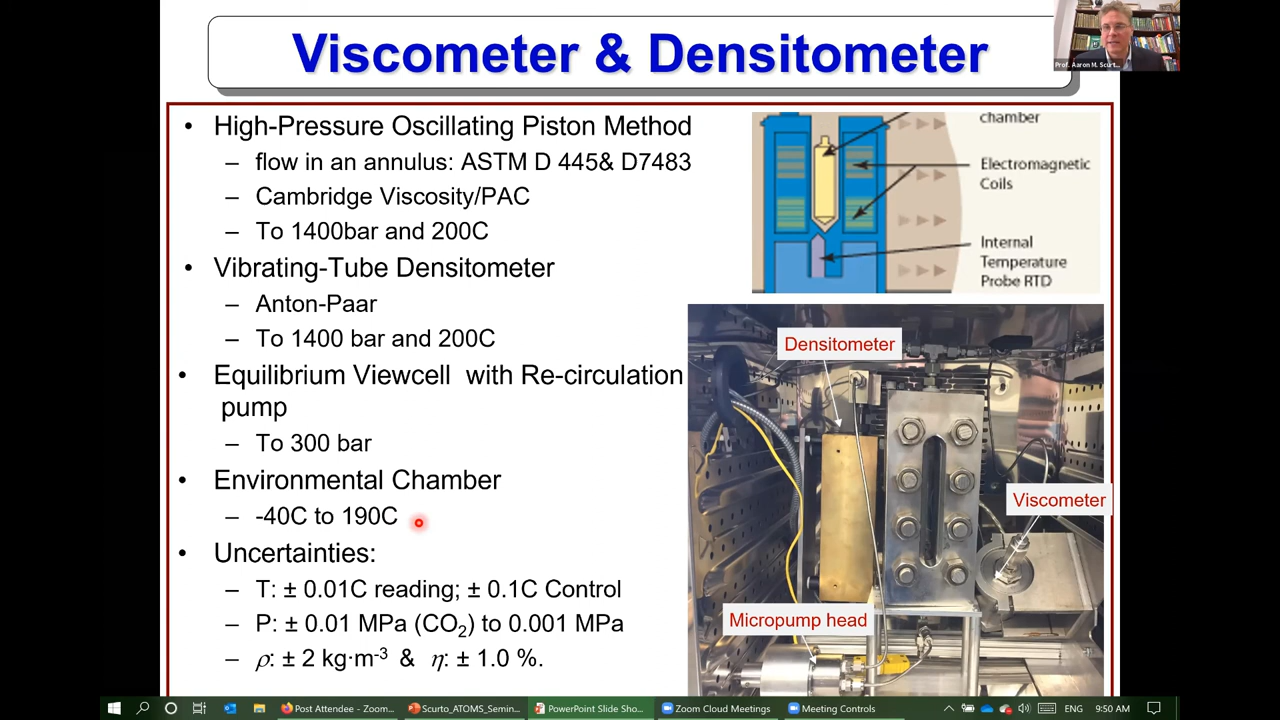 Viscometer & Densitometer
Prof. Aaron M. Scurt...
• High-Pressure Oscillating Piston Method
– flow in an annulus: ASTM D 445& D7483
– Cambridge Viscosity/PAC
– To 1400bar and 200C
• Vibrating-Tube Densitometer
– Anton-Paar
– To 1400 bar and 200C
• Equilibrium Viewcell with Re-circulation
pump
– To 300 bar
• Environmental Chamber
– -40C to 190C
• Uncertainties:
– T: ± 0.01C reading; ± 0.1C Control
– P: ± 0.01 MPa (CO₂) to 0.001 MPa
– ρ: ± 2 kg·m⁻³ & η: ± 1.0 %.
chamber
Electromagnetic
Coils
Internal
Temperature
Probe RTD
Densitometer
Viscometer
Micropump head
Post Attendee - Zoom...
Scurto_ATOMS_Semin...
PowerPoint Slide Sho...
Zoom Cloud Meetings
Meeting Controls
ENG
9:50 AM